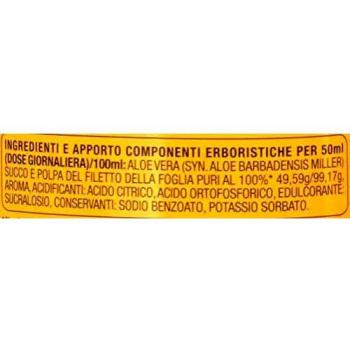 INGREDIENTI E APPORTO COMPONENTI ERBORISTICHE PER 50ml
(DOSE GIORNALIERA)/100ml: ALOE VERA (SYN. ALOE BARBADENSIS MILLER)
SUCCO E POLPA DEL FILETTO DELLA FOGLIA PURI AL 100%* 49,59g/99,17g,
AROMA, ACIDIFICANTI: ACIDO CITRICO, ACIDO ORTOFOSFORICO, EDULCORANTE:
SUCRALOSIO, CONSERVANTI: SODIO BENZOATO, POTASSIO SORBATO.